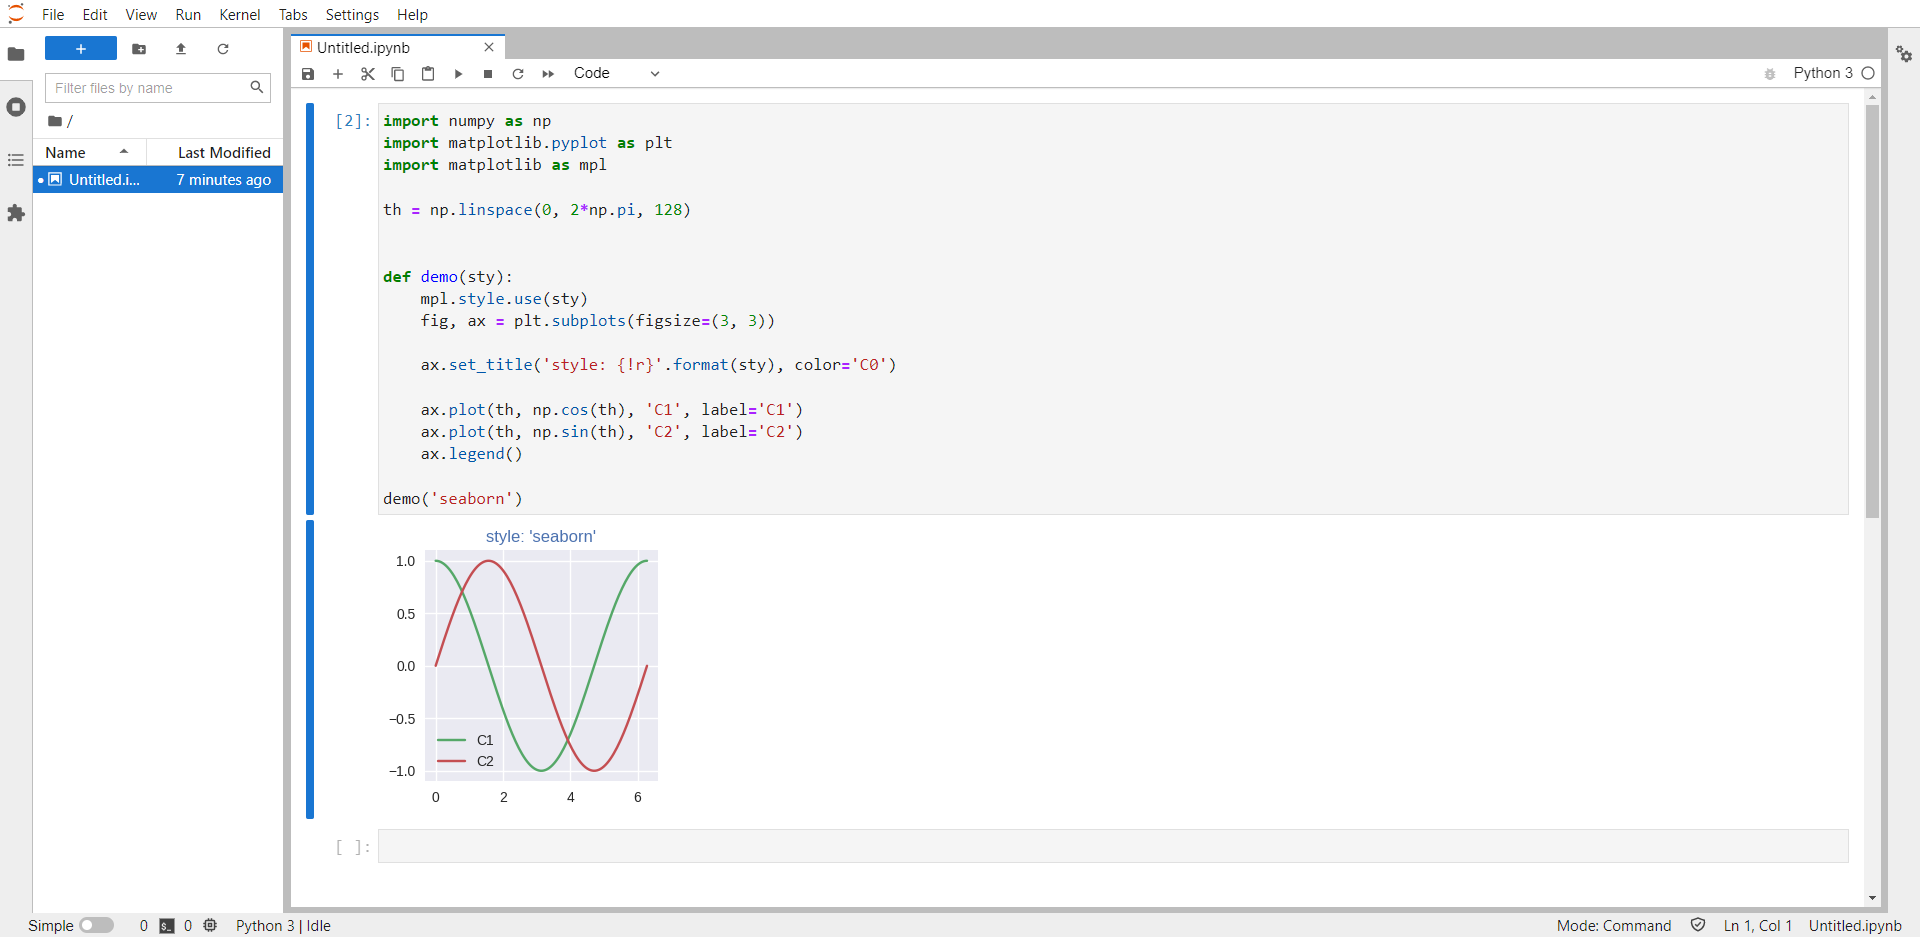 File Edit View Run Kernel Tabs Settings Help
Filter files by name
/
Name Last Modified
Untitled.i... 7 minutes ago
Untitled.ipynb
Code
Python 3
[2]:
import numpy as np
import matplotlib.pyplot as plt
import matplotlib as mpl
th = np.linspace(0, 2*np.pi, 128)
def demo(sty):
    mpl.style.use(sty)
    fig, ax = plt.subplots(figsize=(3, 3))
    ax.set_title('style: {!r}'.format(sty), color='C0')
    ax.plot(th, np.cos(th), 'C1', label='C1')
    ax.plot(th, np.sin(th), 'C2', label='C2')
    ax.legend()
demo('seaborn')
style: 'seaborn'
1.0
0.5
0.0
−0.5
−1.0
C1
C2
0 2 4 6
[ ]:
Simple 0 $_ 0 Python 3 | Idle Mode: Command Ln 1, Col 1 Untitled.ipynb